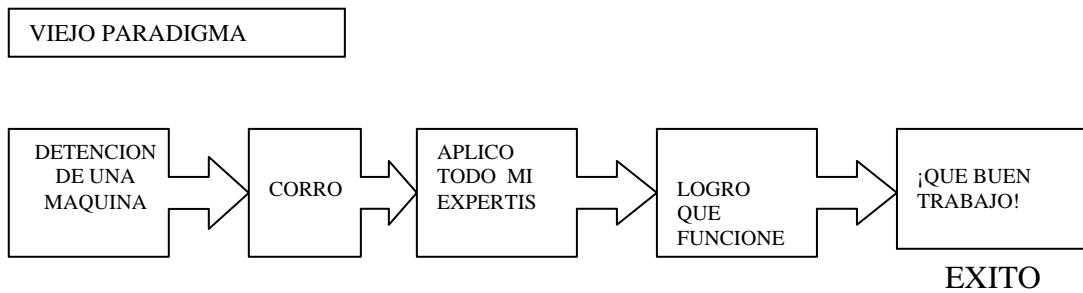 VIEJO PARADIGMA
DETENCION
DE UNA
MAQUINA
CORRO
APLICO
TODO MI
EXPERTIS
LOGRO
QUE
FUNCIONE
¡QUE BUEN
TRABAJO!
EXITO